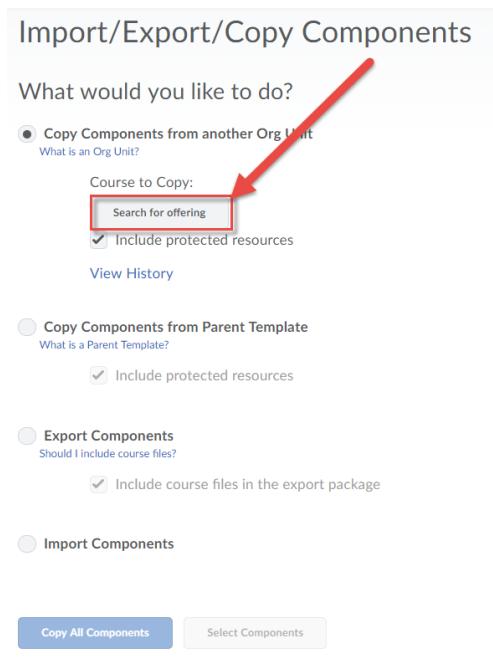 Import/Export/Copy Components
What would you like to do?
Copy Components from another Org Unit
What is an Org Unit?
Course to Copy:
Search for offering
Include protected resources
View History
Copy Components from Parent Template
What is a Parent Template?
Include protected resources
Export Components
Should I include course files?
Include course files in the export package
Import Components
Copy All Components Select Components